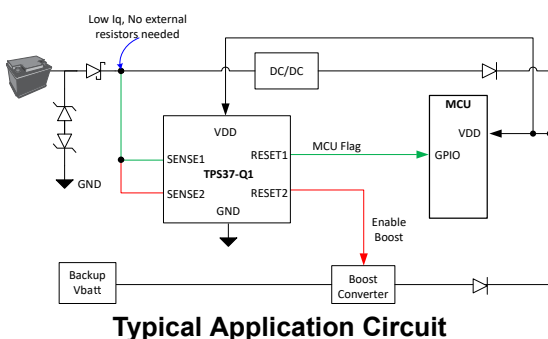 Low Iq, No external
resistors needed
DC/DC
MCU
VDD
VDD
SENSE1
RESET1
MCU Flag
GPIO
TPS37-Q1
SENSE2
RESET2
GND
GND
Enable
Boost
Backup
Vbatt
Boost
Converter
Typical Application Circuit